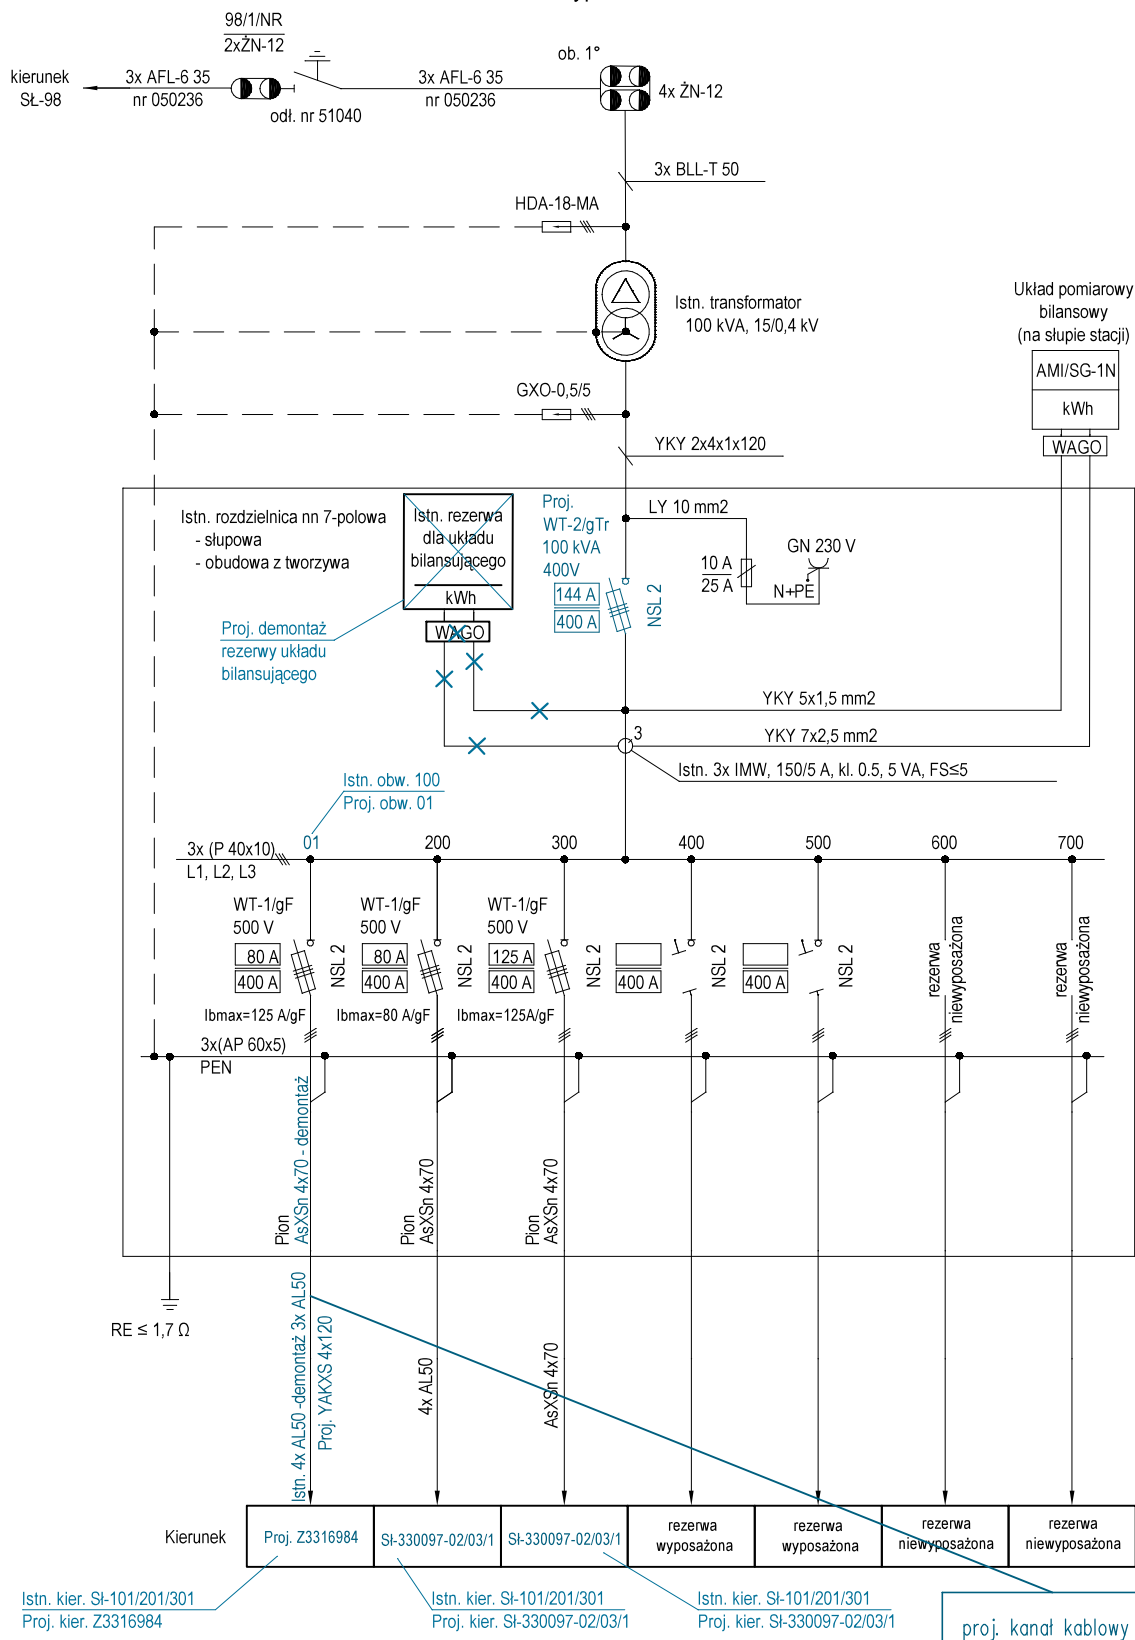 98/1/NR
2xŻN-12
kierunek
SŁ-98
3x AFL-6 35
nr 050236
odł. nr 51040
3x AFL-6 35
nr 050236
ob. 1°
4x ŻN-12
3x BLL-T 50
HDA-18-MA
Istn. transformator
100 kVA, 15/0,4 kV
Układ pomiarowy
bilansowy
(na słupie stacji)
AMI/SG-1N
kWh
WAGO
GXO-0,5/5
YKY 2x4x1x120
Istn. rozdzielnica nn 7-polowa
- słupowa
- obudowa z tworzywa
Istn. rezerwa
dla układu
bilansującego
kWh
WAGO
Proj.
WT-2/gTr
100 kVA
400V
144 A
400 A
NSL 2
LY 10 mm2
10 A
25 A
GN 230 V
N+PE
Proj. demontaż
rezerwy układu
bilansującego
YKY 5x1,5 mm2
3
YKY 7x2,5 mm2
Istn. 3x IMW, 150/5 A, kl. 0.5, 5 VA, FS≤5
Istn. obw. 100
Proj. obw. 01
3x (P 40x10)
L1, L2, L3
01
200
300
400
500
600
700
WT-1/gF
500 V
80 A
400 A
NSL 2
Ibmax=125 A/gF
WT-1/gF
500 V
80 A
400 A
NSL 2
Ibmax=80 A/gF
WT-1/gF
500 V
125 A
400 A
NSL 2
Ibmax=125A/gF
400 A
NSL 2
400 A
NSL 2
rezerwa
niewyposażona
rezerwa
niewyposażona
3x(AP 60x5)
PEN
Pion
AsXSn 4x70 - demontaż
Pion
AsXSn 4x70
Pion
AsXSn 4x70
RE ≤ 1,7 Ω
Istn. 4x AL50 -demontaż 3x AL50
Proj. YAKXS 4x120
4x AL50
AsXSn 4x70
Kierunek
Proj. Z3316984
Sł-330097-02/03/1
Sł-330097-02/03/1
rezerwa
wyposażona
rezerwa
wyposażona
rezerwa
niewyposażona
rezerwa
niewyposażona
Istn. kier. Sł-101/201/301
Proj. kier. Z3316984
Istn. kier. Sł-101/201/301
Proj. kier. Sł-330097-02/03/1
Istn. kier. Sł-101/201/301
Proj. kier. Sł-330097-02/03/1
proj. kanał kablowy